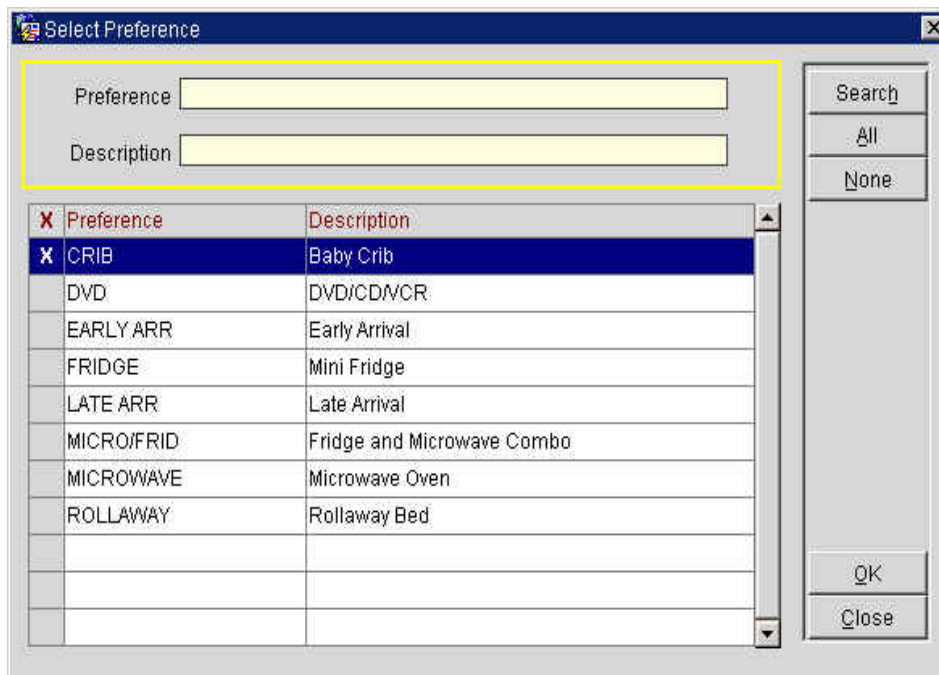 Select Preference
Preference
Description
Search
All
None
X Preference Description
X CRIB Baby Crib
DVD DVD/CD/VCR
EARLY ARR Early Arrival
FRIDGE Mini Fridge
LATE ARR Late Arrival
MICRO/FRID Fridge and Microwave Combo
MICROWAVE Microwave Oven
ROLLAWAY Rollaway Bed
OK
Close